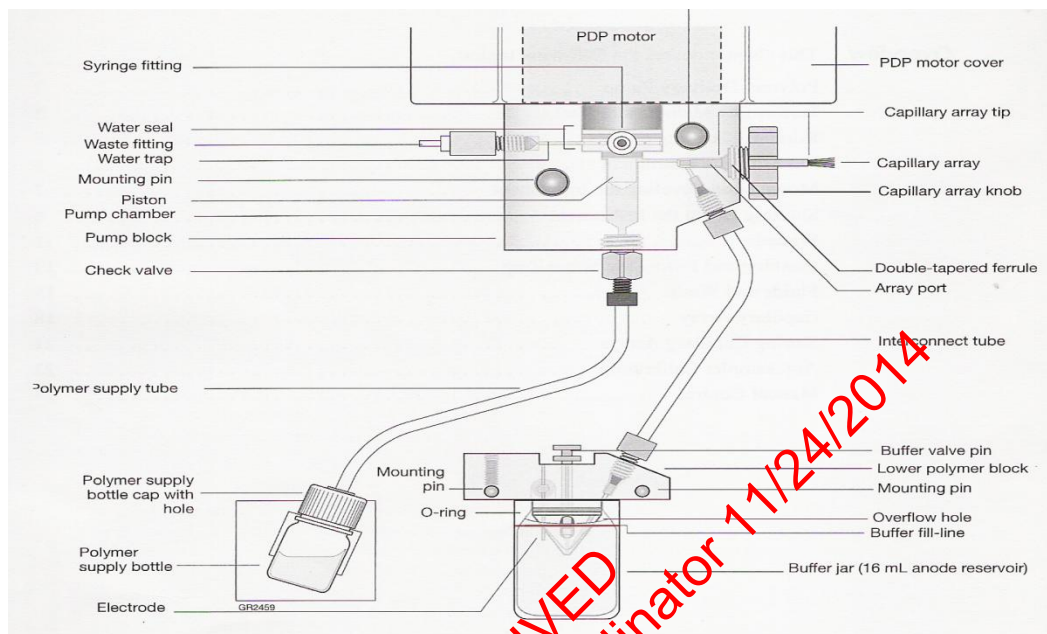 PDP motor
Syringe fitting
PDP motor cover
Capillary array tip
Water seal
Waste fitting
Water trap
Capillary array
Mounting pin
Capillary array knob
Piston
Pump chamber
Pump block
Check valve
Double-tapered ferrule
Array port
Interconnect tube
Polymer supply tube
Buffer valve pin
Lower polymer block
Mounting pin
Mounting
pin
Polymer supply
bottle cap with
hole
O-ring
Overflow hole
Buffer fill-line
Polymer
supply bottle
Buffer jar (16 mL anode reservoir)
Electrode
GR2459
11/24/2014